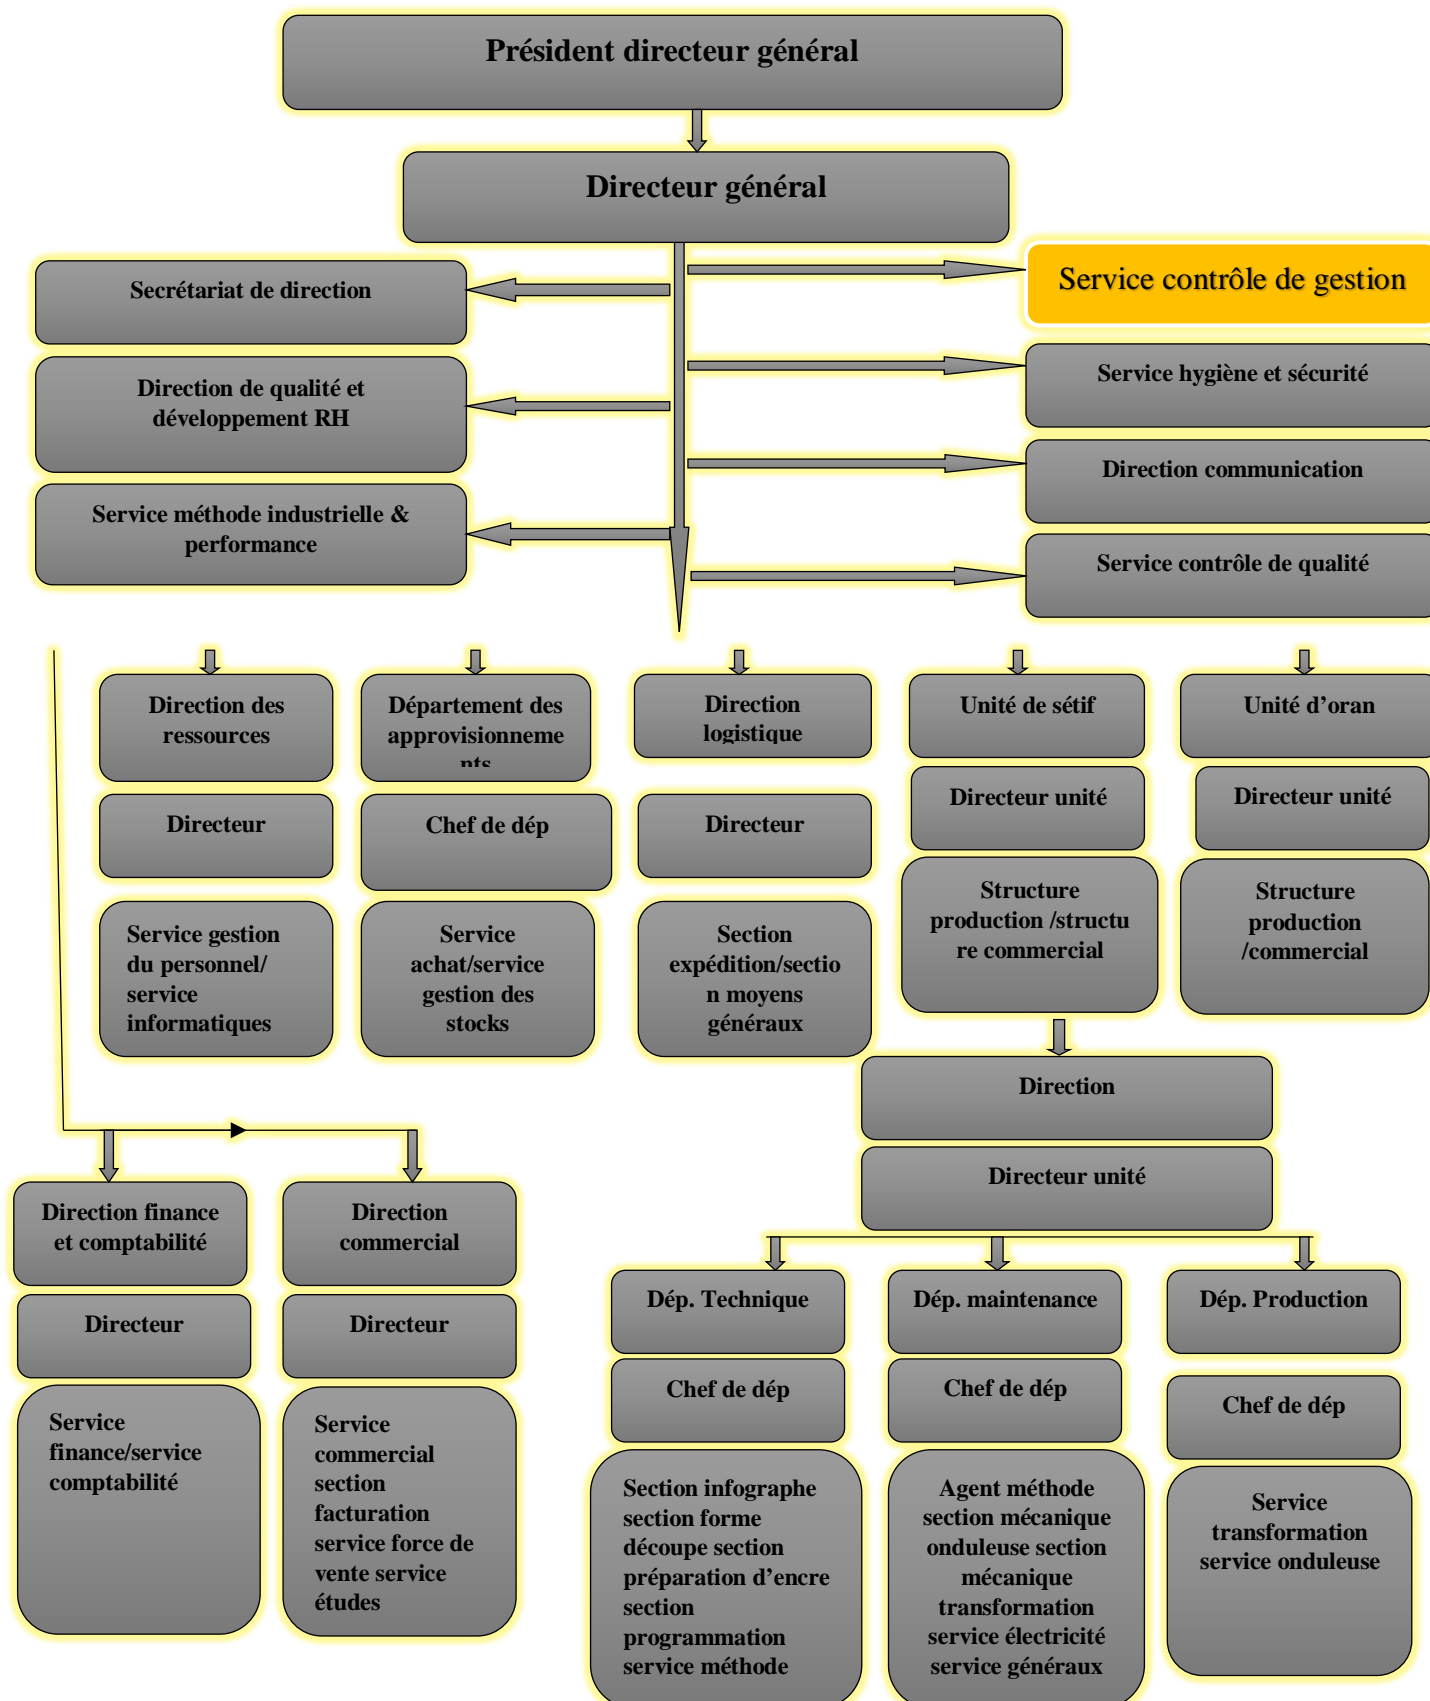 Président directeur général
Directeur général
Secrétariat de direction
Service contrôle de gestion
Direction de qualité et
développement RH
Service hygiène et sécurité
Direction communication
Service méthode industrielle &
performance
Service contrôle de qualité
Direction des
ressources
Département des
approvisionneme
nts
Direction
logistique
Unité de sétif
Unité d'oran
Directeur
Chef de dép
Directeur
Directeur unité
Directeur unité
Service gestion
du personnel/
service
informatiques
Service
achat/service
gestion des
stocks
Section
expédition/sectio
n moyens
généraux
Structure
production /structu
re commercial
Structure
production
/commercial
Direction
Directeur unité
Direction finance
et comptabilité
Direction
commercial
Directeur
Directeur
Service
finance/service
comptabilité
Service
commercial
section
facturation
service force de
vente service
études
Dép. Technique
Dép. maintenance
Dép. Production
Chef de dép
Chef de dép
Chef de dép
Section infographe
section forme
découpe section
préparation d'encre
section
programmation
service méthode
Agent méthode
section mécanique
onduleuse section
mécanique
transformation
service électricité
service généraux
Service
transformation
service onduleuse